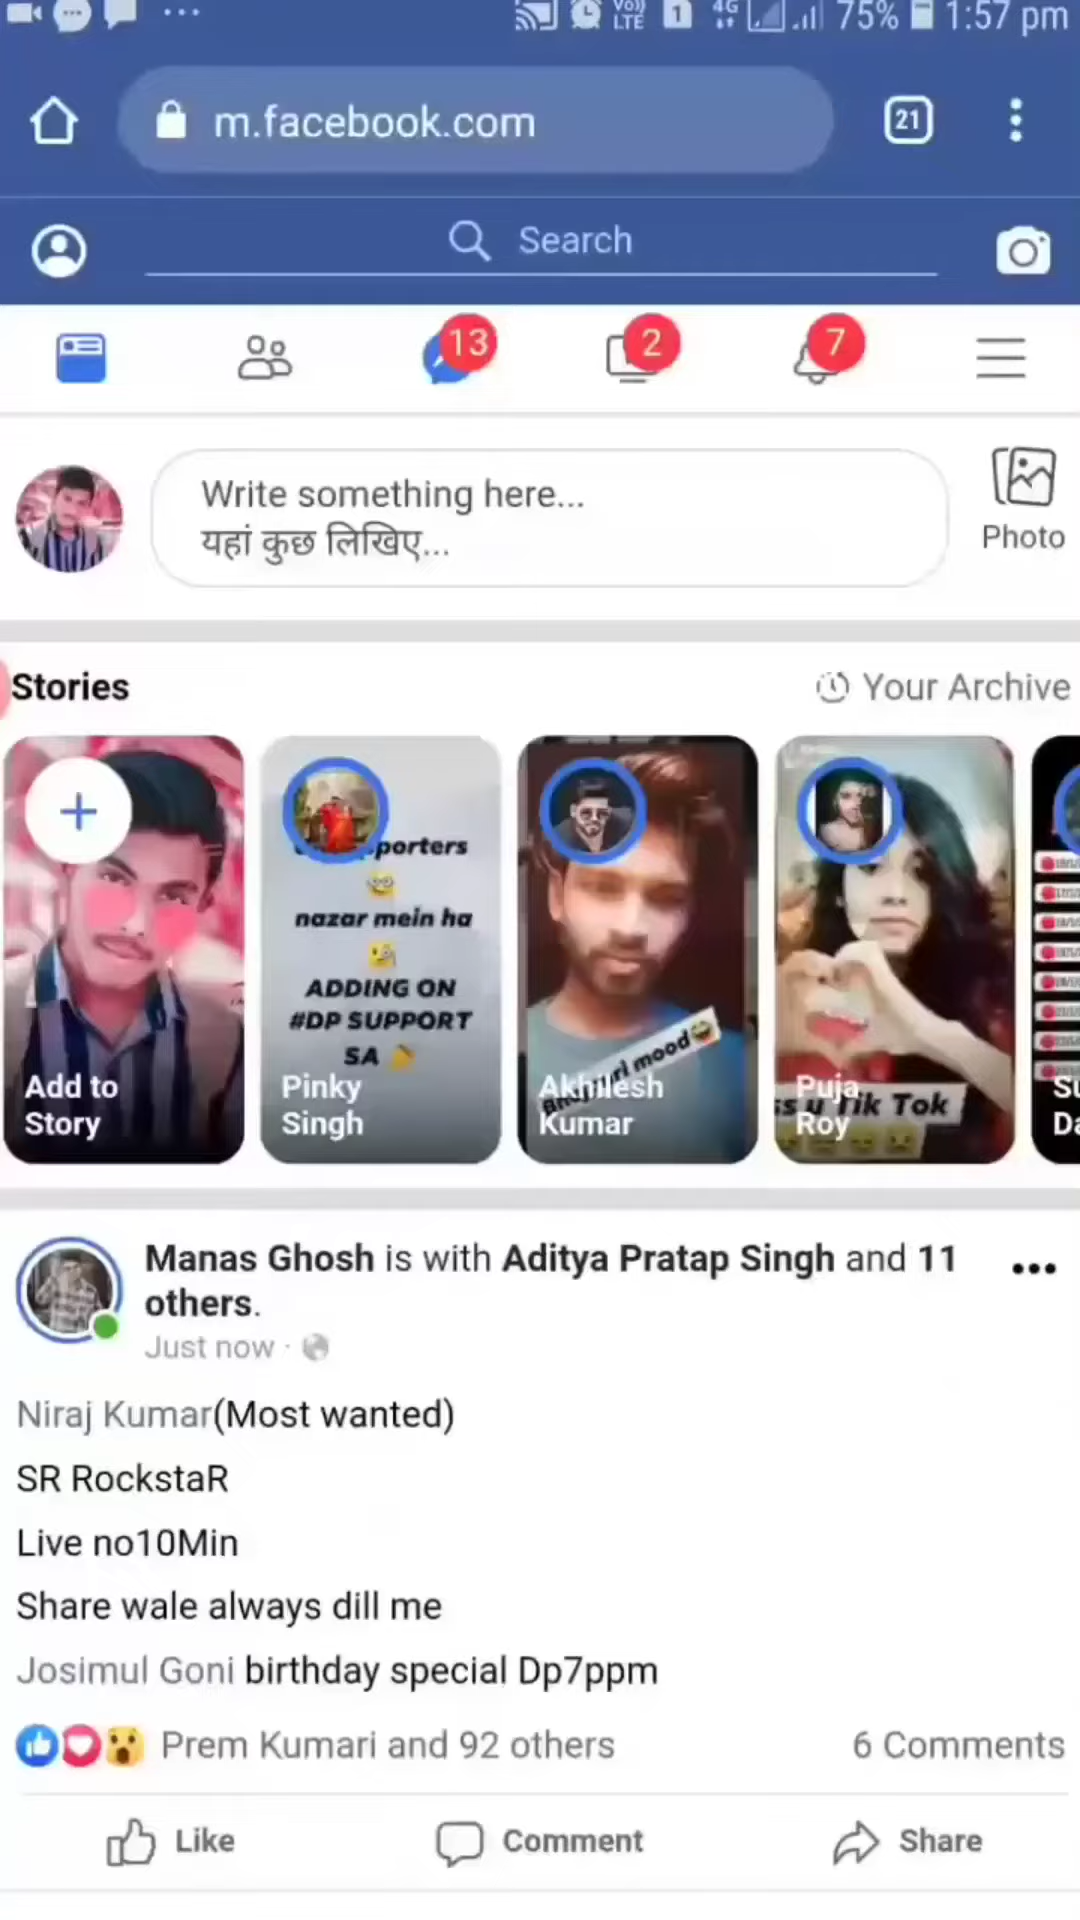 VoLTE 1 4G 75% 1:57 pm
m.facebook.com
21
Search
13
2
7
Write something here...
यहां कुछ लिखिए...
Photo
Stories
Your Archive
porters
nazar mein ha
ADDING ON
#DP SUPPORT
SA
Add to
Story
Pinky
Singh
mood
Akhilesh
Kumar
Puja
Roy
s u Tik Tok
Manas Ghosh is with Aditya Pratap Singh and 11
others.
Just now ·
Niraj Kumar(Most wanted)
SR RockstaR
Live no10Min
Share wale always dill me
Josimul Goni birthday special Dp7ppm
Prem Kumari and 92 others
6 Comments
Like
Comment
Share